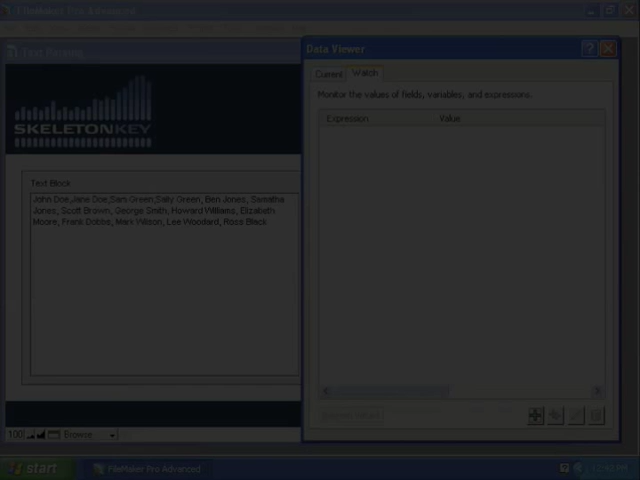 FileMaker Pro Advanced
Text Parsing
Data Viewer
Current
Watch
Monitor the values of fields, variables, and expressions.
Expression
Value
SKELETONKEY
Text Block
John Doe,Jane Doe,Sam Green,Sally Green, Ben Jones, Samatha
Jones, Scott Brown, George Smith, Howard Williams, Elizabeth
Moore, Frank Dobbs, Mark Wilson, Lee Woodard, Ross Black
100
Browse
start
FileMaker Pro Advanced